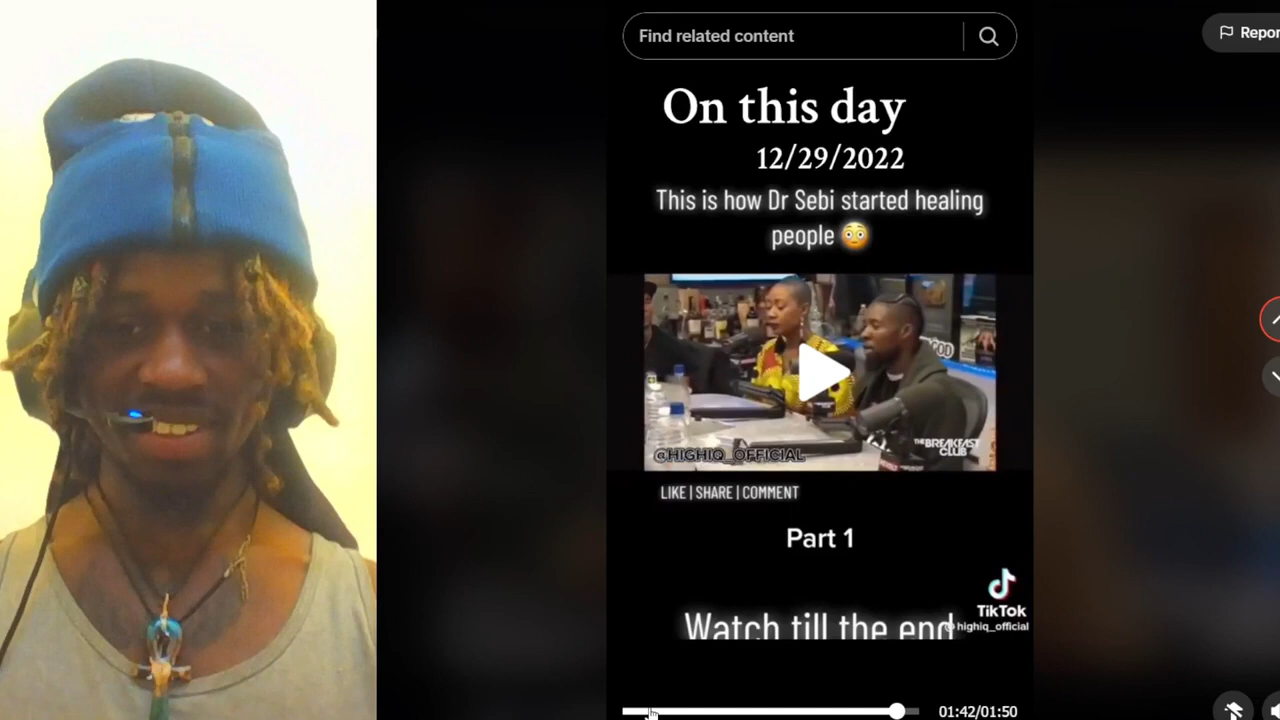 Find related content
Repor
On this day
12/29/2022
This is how Dr Sebi started healing
people 😳
GOD
THE BREAKFAST
CLUB
@HIGHIQ_OFFICIAL
LIKE | SHARE | COMMENT
Part 1
TikTok
highiq_official
Watch till the end
01:42/01:50